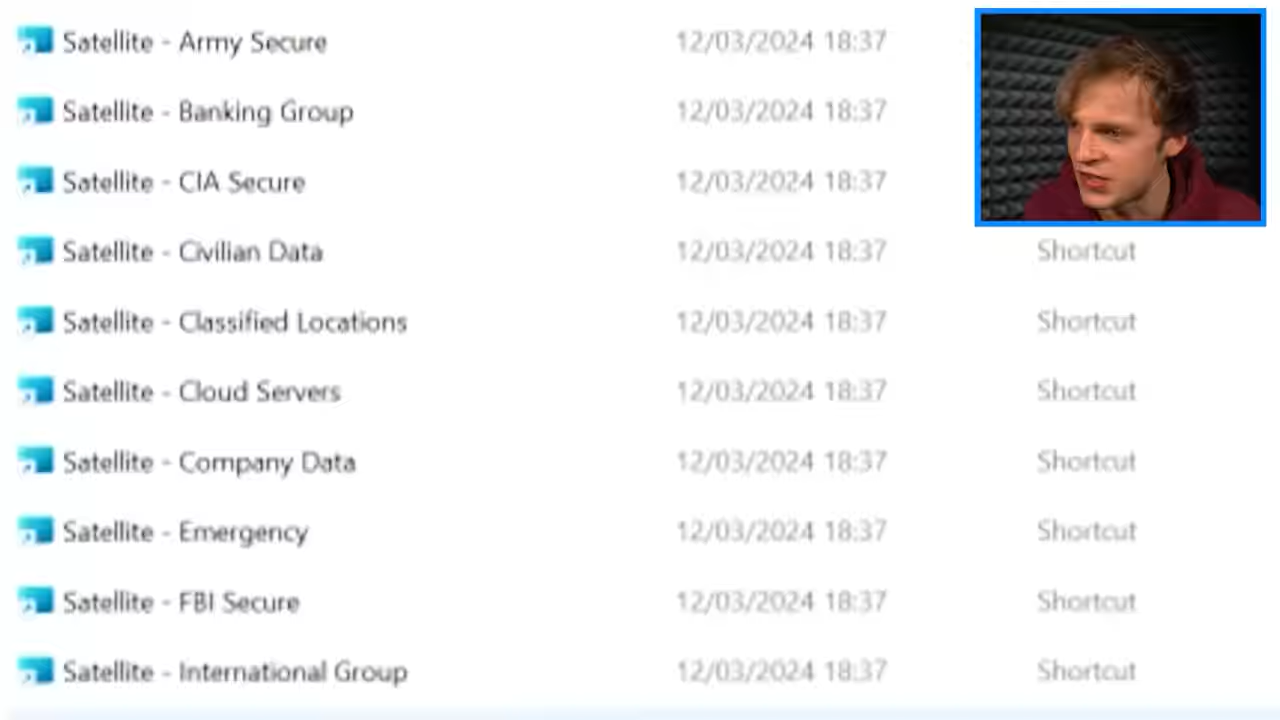 Satellite - Army Secure 12/03/2024 18:37
Satellite - Banking Group 12/03/2024 18:37
Satellite - CIA Secure 12/03/2024 18:37
Satellite - Civilian Data 12/03/2024 18:37 Shortcut
Satellite - Classified Locations 12/03/2024 18:37 Shortcut
Satellite - Cloud Servers 12/03/2024 18:37 Shortcut
Satellite - Company Data 12/03/2024 18:37 Shortcut
Satellite - Emergency 12/03/2024 18:37 Shortcut
Satellite - FBI Secure 12/03/2024 18:37 Shortcut
Satellite - International Group 12/03/2024 18:37 Shortcut